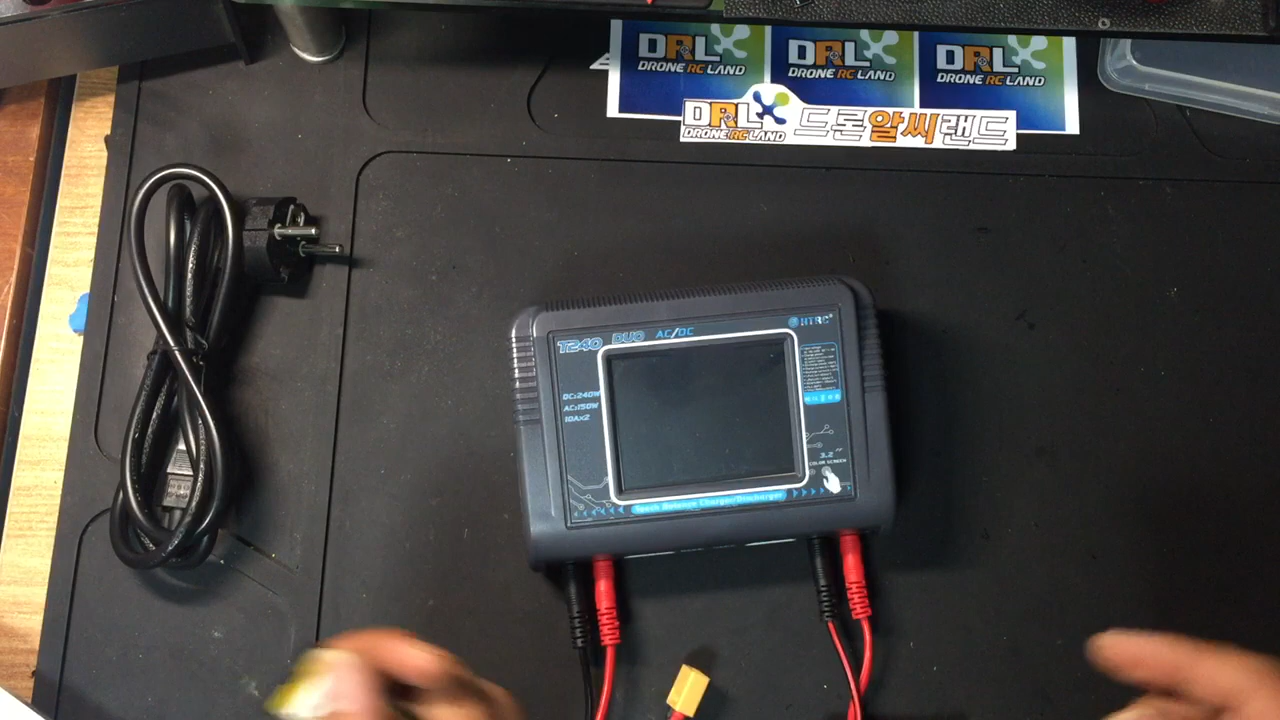 DRL
DRONE RC LAND
DRL
DRONE RC LAND
DRL
DRONE RC LAND
DRL
DRONE RC LAND
드론알씨랜드
T240 DUO AC/DC
HTRC®
DC:240W
AC:150W
10AX2
3.2"
COLOR SCREEN
Touch Balance Charger/Discharger